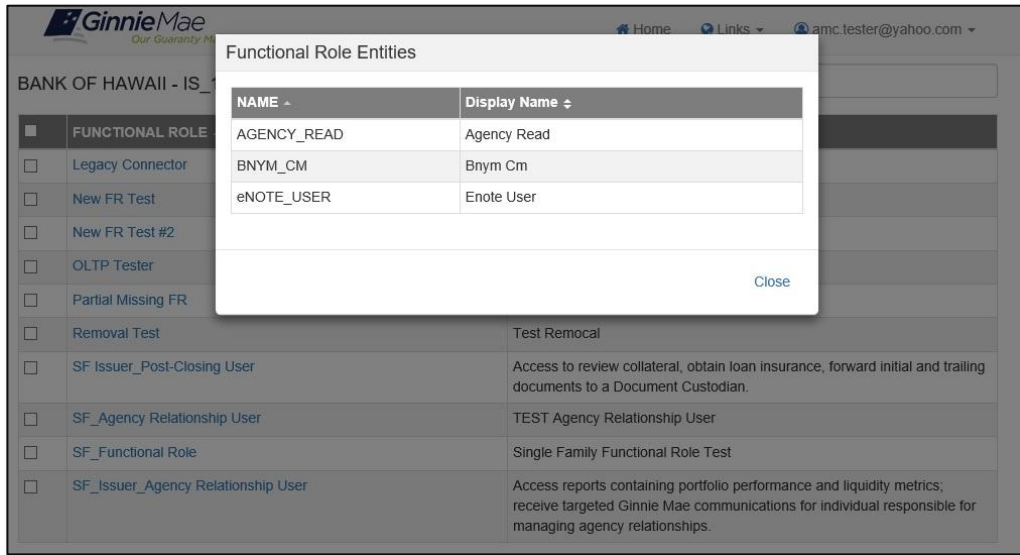 GinnieMae
Our Guaranty M
Home Links amc.tester@yahoo.com
Functional Role Entities
BANK OF HAWAII - IS_1
NAME Display Name
AGENCY_READ Agency Read
BNYM_CM Bnym Cm
eNOTE_USER Enote User
Close
FUNCTIONAL ROLE
Legacy Connector
New FR Test
New FR Test #2
OLTP Tester
Partial Missing FR
Removal Test Test Remocal
SF Issuer_Post-Closing User Access to review collateral, obtain loan insurance, forward initial and trailing
documents to a Document Custodian.
SF_Agency Relationship User TEST Agency Relationship User
SF_Functional Role Single Family Functional Role Test
SF_Issuer_Agency Relationship User Access reports containing portfolio performance and liquidity metrics;
receive targeted Ginnie Mae communications for individual responsible for
managing agency relationships.